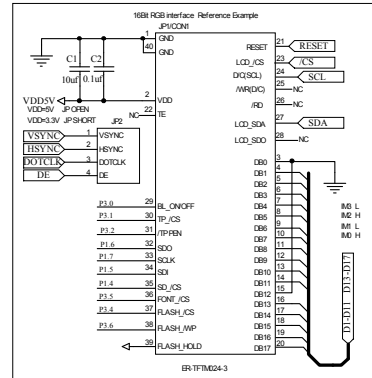 16Bit RGB interface Reference Example
JP1/CON1
1 GND
40 GND
C1
10uf
C2
0.1uf
VDD5V
2 VDD
22 TE
NC
VDD=5V JP OPEN
VDD=3.3V JP SHORT
JP2
VSYNC 1 VSYNC
HSYNC 2 HSYNC
DOTCLK 3 DOTCLK
DE 4 DE
P3.0 29 BL_ON/OFF
P3.1 30 TP_/CS
P3.2 31 /TPPEN
P1.6 32 SDO
P1.7 33 SCLK
P1.5 34 SDI
P1.4 35 SD_/CS
P3.5 36 FONT_/CS
P3.4 37 FLASH_/CS
P3.6 38 FLASH_/WP
39 FLASH_HOLD
RESET 21 RESET
LCD_/CS 23 /CS
D/C(SCL) 24 SCL
/WR(D/C) 25 NC
/RD 26 NC
LCD_SDA 27 SDA
LCD_SDO 28 NC
DB0 3
DB1 4
DB2 5
DB3 6
DB4 7
DB5 8
DB6 9
DB7 10
DB8 11
DB9 12
DB10 13
DB11 14
DB12 15
DB13 16
DB14 17
DB15 18
DB16 19
DB17 20
IM3 L
IM2 H
IM1 L
IM0 H
D1-D11 D13-D17
ER-TFTM024-3